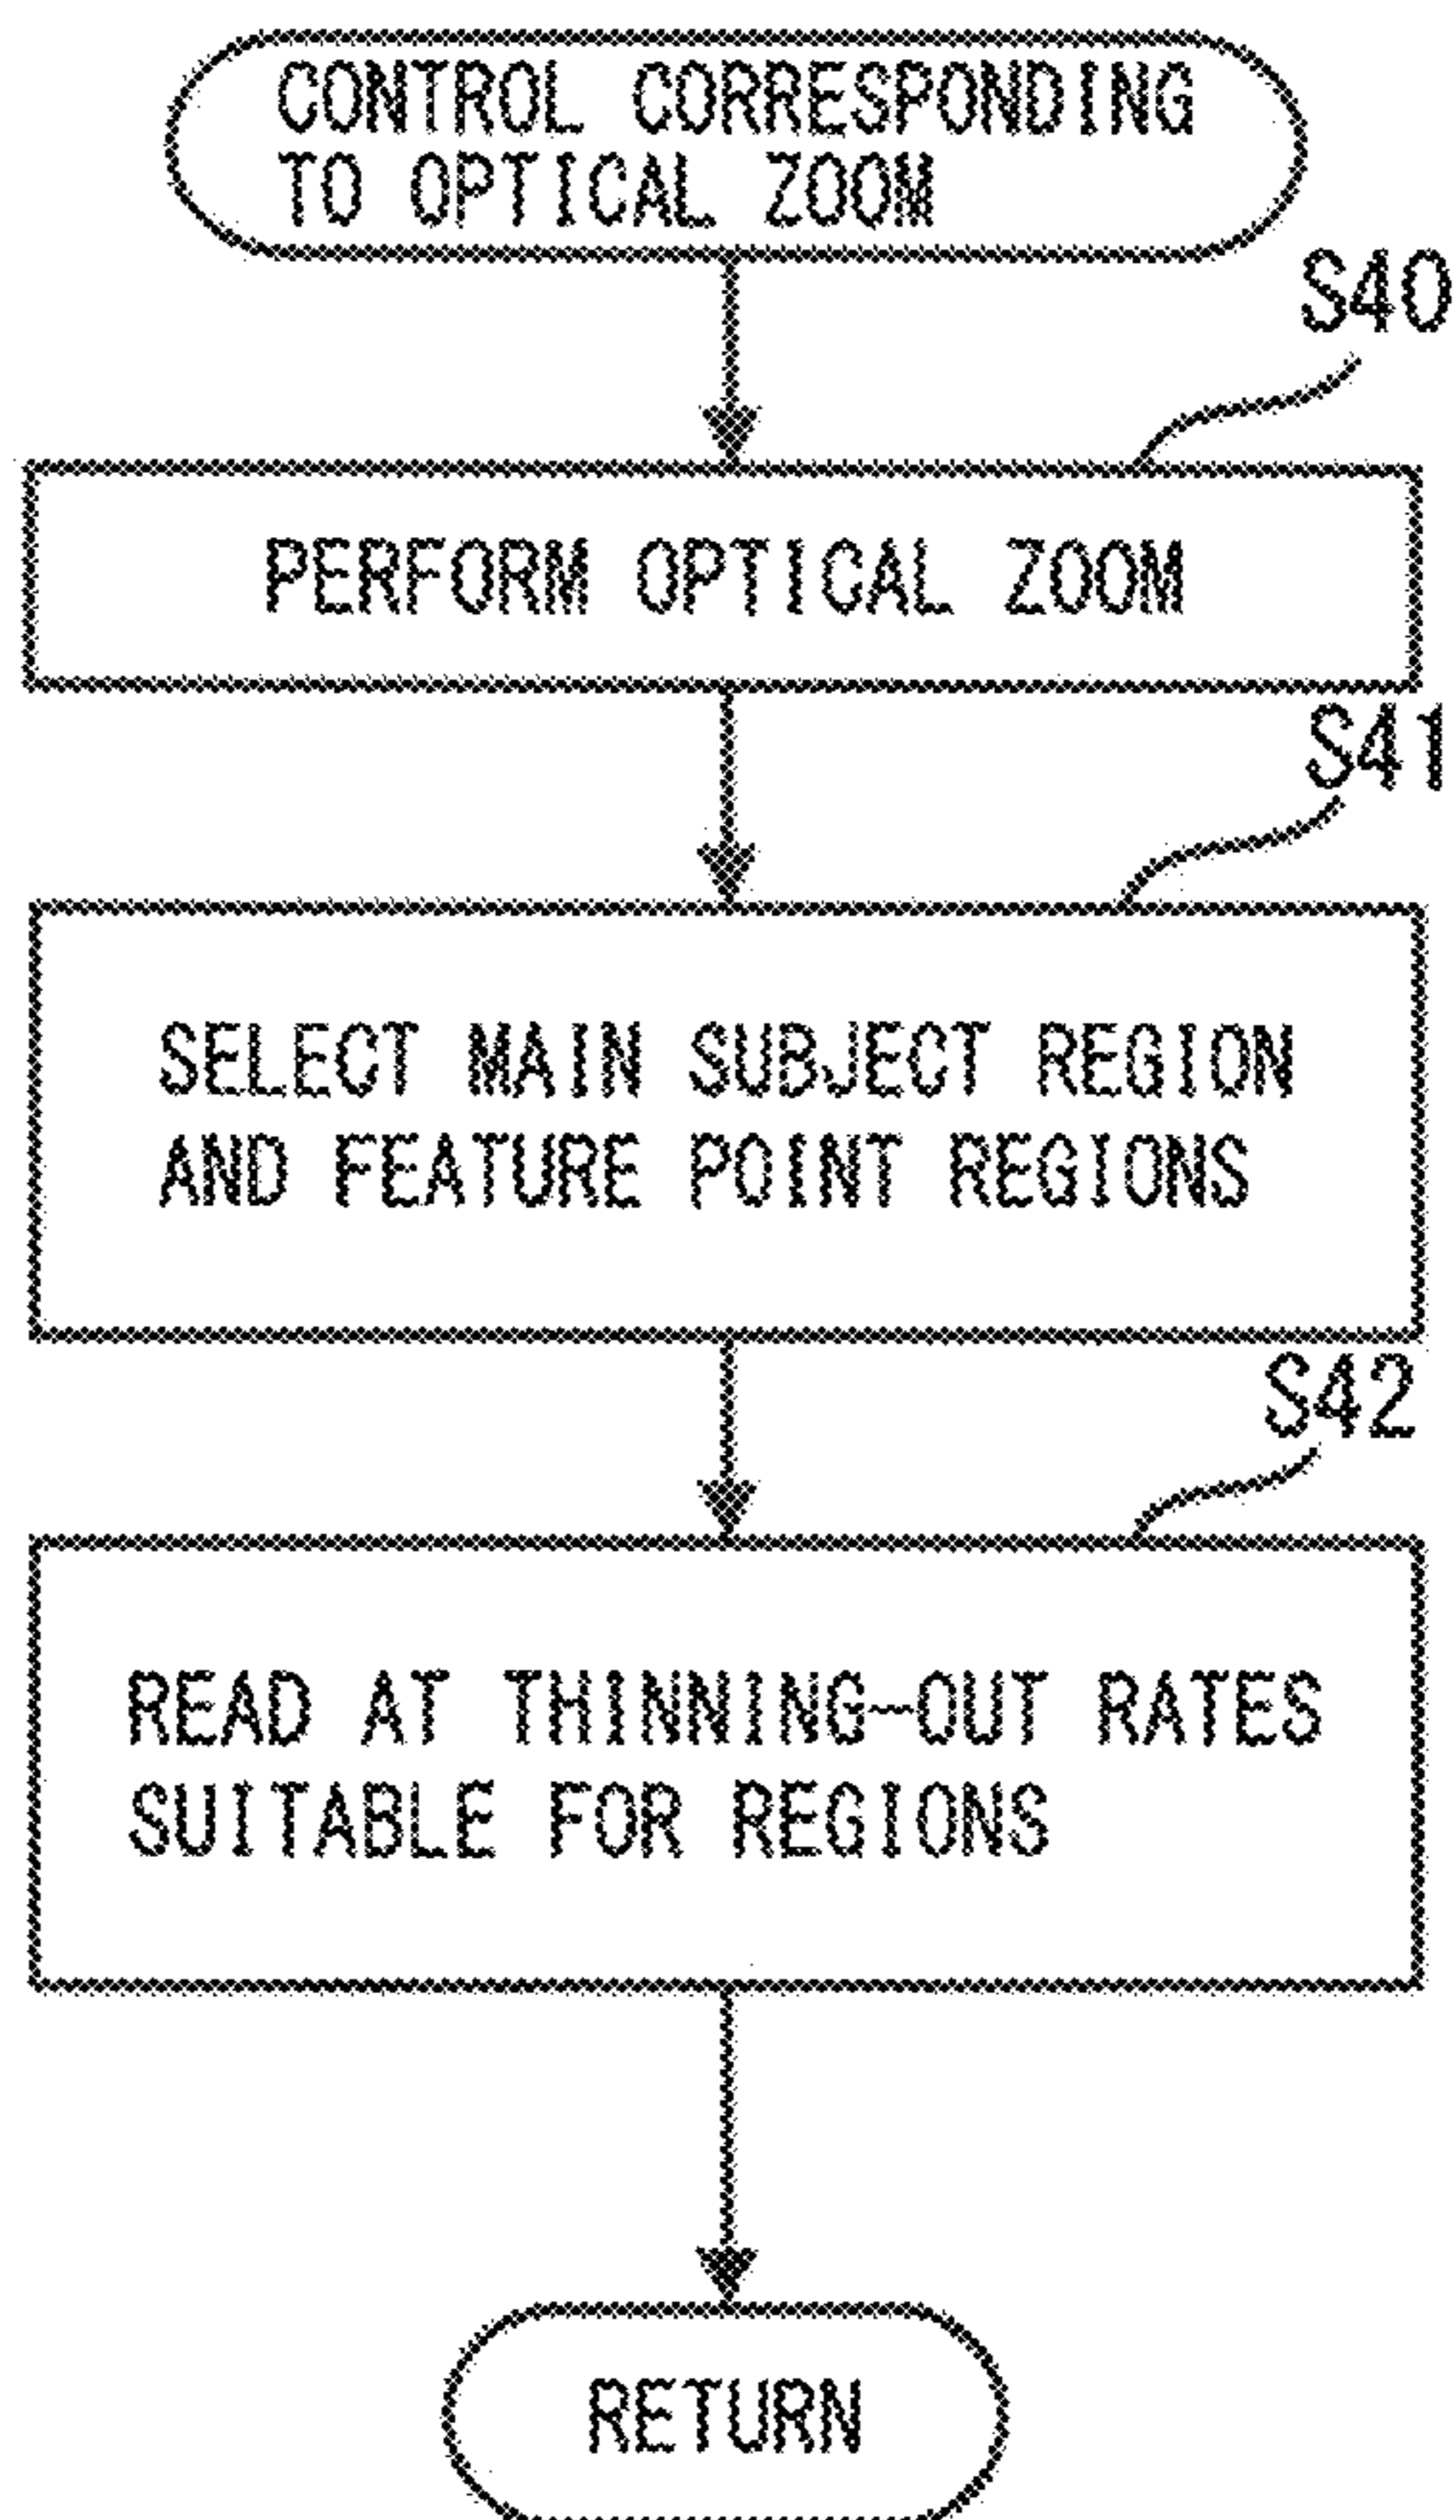 CONTROL CORRESPONDING
TO OPTICAL ZOOM
S40
PERFORM OPTICAL ZOOM
S41
SELECT MAIN SUBJECT REGION
AND FEATURE POINT REGIONS
S42
READ AT THINNING-OUT RATES
SUITABLE FOR REGIONS
RETURN